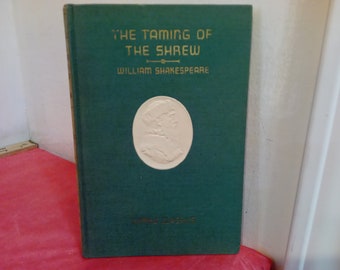 THE TAMING OF
THE SHREW
WILLIAM SHAKESPEARE